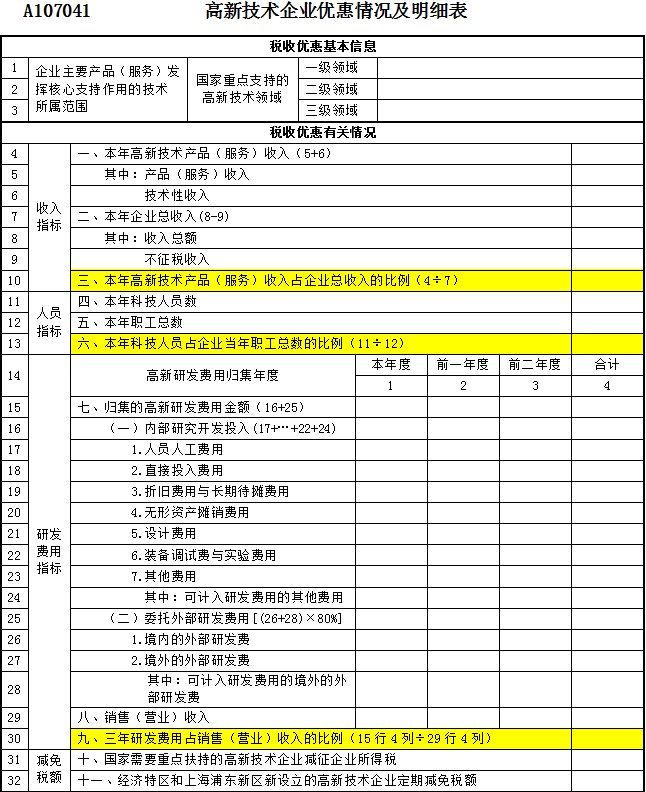 A107041 高新技术企业优惠情况及明细表
税收优惠基本信息
1 企业主要产品（服务）发挥核心支持作用的技术所属范围 国家重点支持的高新技术领域 一级领域
2 二级领域
3 三级领域
税收优惠有关情况
4 收入指标 一、本年高新技术产品（服务）收入（5+6）
5 其中：产品（服务）收入
6 技术性收入
7 二、本年企业总收入(8-9)
8 其中：收入总额
9 不征税收入
10 三、本年高新技术产品（服务）收入占企业总收入的比例（4÷7）
11 人员指标 四、本年科技人员数
12 五、本年职工总数
13 六、本年科技人员占企业当年职工总数的比例（11÷12）
14 研发费用指标 高新研发费用归集年度 本年度 前一年度 前二年度 合计
1 2 3 4
15 七、归集的高新研发费用金额（16+25）
16 （一）内部研究开发投入(17+…+22+24)
17 1.人员人工费用
18 2.直接投入费用
19 3.折旧费用与长期待摊费用
20 4.无形资产摊销费用
21 5.设计费用
22 6.装备调试费与实验费用
23 7.其他费用
24 其中：可计入研发费用的其他费用
25 （二）委托外部研发费用[(26+28)×80%]
26 1.境内的外部研发费
27 2.境外的外部研发费
28 其中：可计入研发费用的境外的外部研发费
29 八、销售（营业）收入
30 九、三年研发费用占销售（营业）收入的比例（15行4列÷29行4列）
31 减免税额 十、国家需要重点扶持的高新技术企业减征企业所得税
32 十一、经济特区和上海浦东新区新设立的高新技术企业定期减免税额